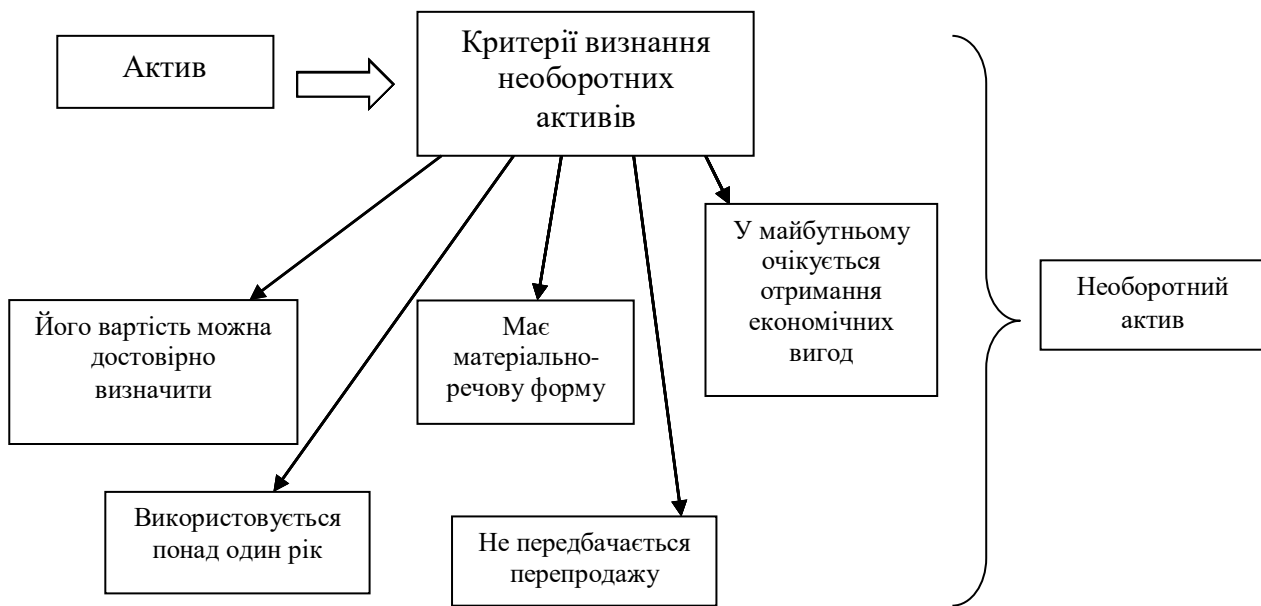 Актив
Критерії визнання
необоротних
активів
У майбутньому
очікується
отримання
економічних
вигод
Його вартість можна
достовірно
визначити
Має
матеріально-
речову форму
Необоротний
актив
Використовується
понад один рік
Не передбачається
перепродажу